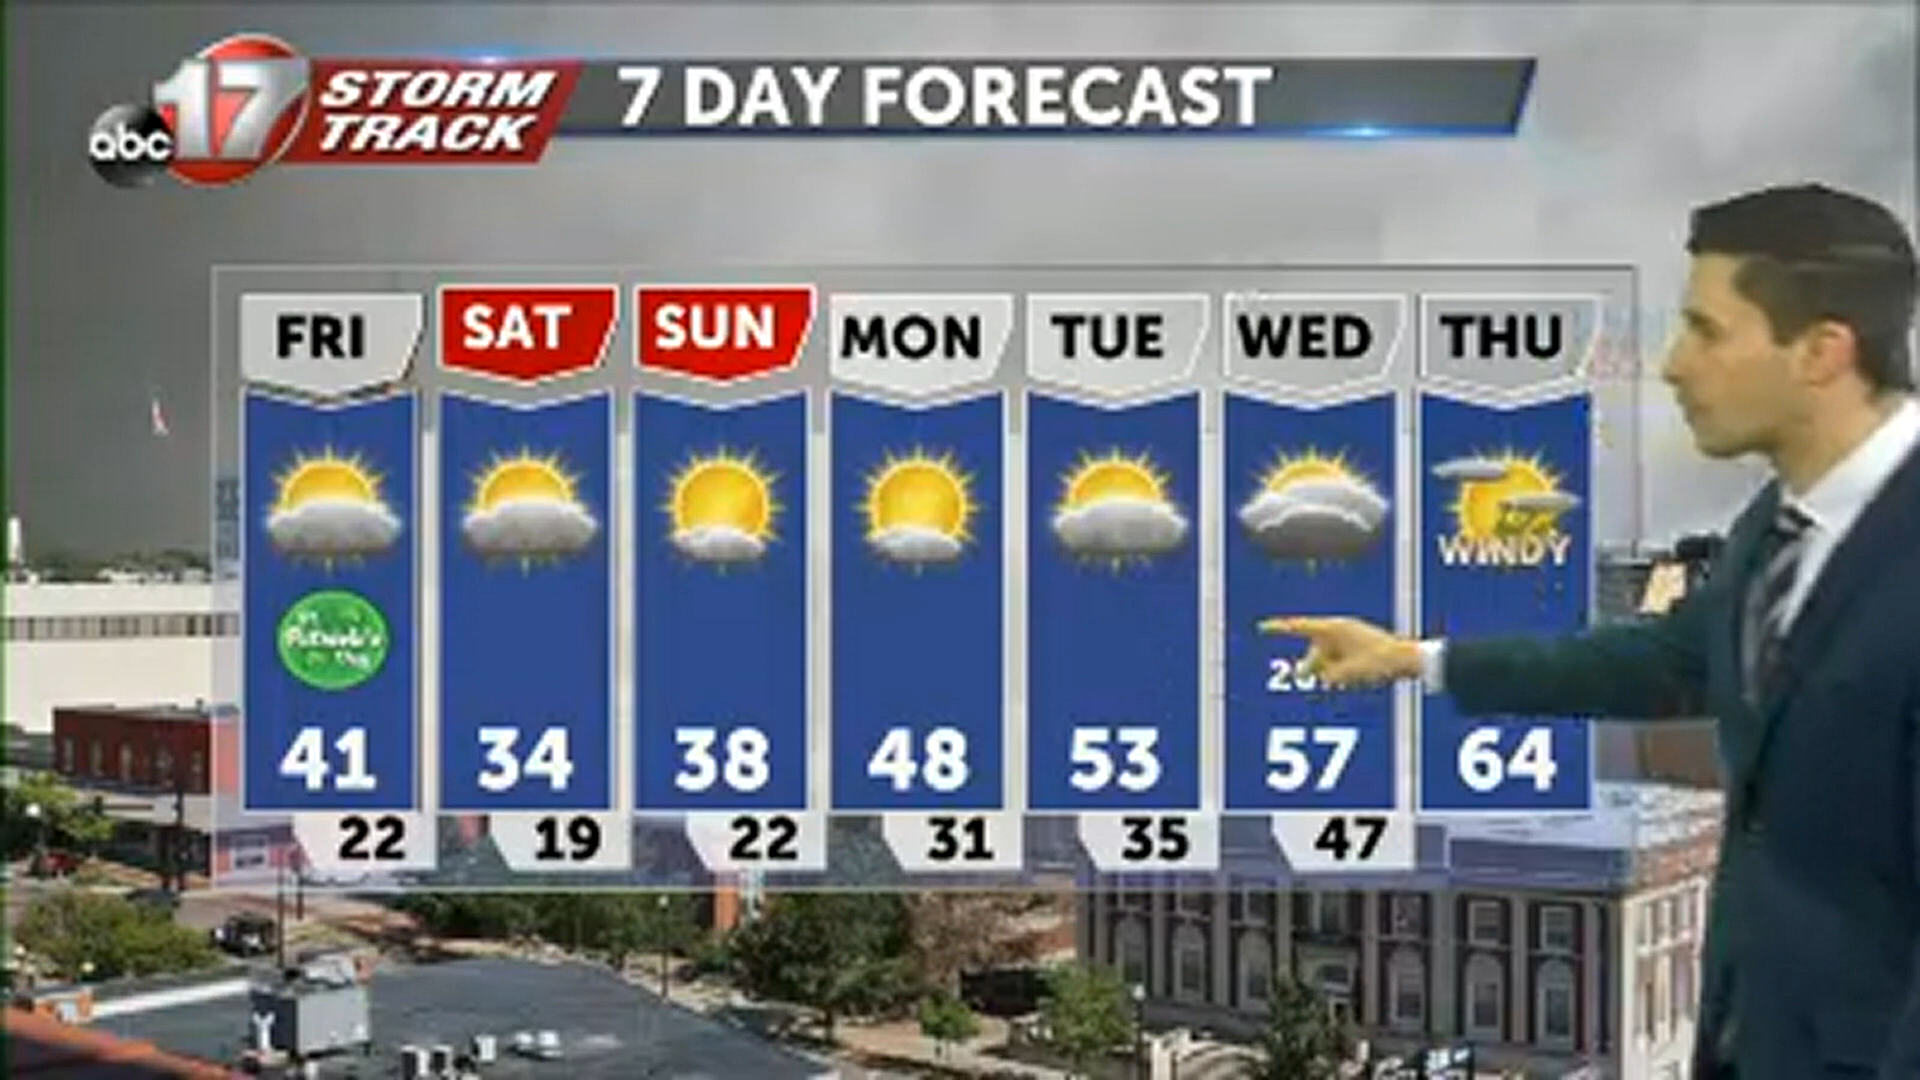 abc 17
STORM
TRACK
7 DAY FORECAST
FRI SAT SUN MON TUE WED THU
WINDY
Patrick's
41 34 38 48 53 57 64
22 19 22 31 35 47